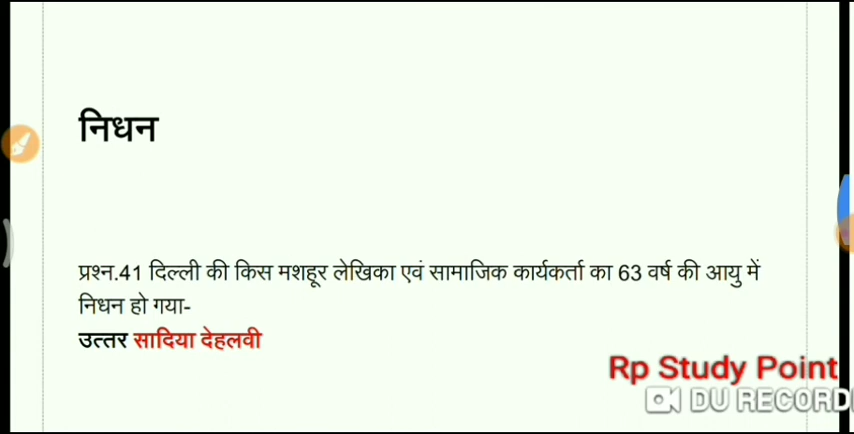 निधन
प्रश्न.41 दिल्ली की किस मशहूर लेखिका एवं सामाजिक कार्यकर्ता का 63 वर्ष की आयु में
निधन हो गया-
उत्तर सादिया देहलवी
Rp Study Point
DU RECORD